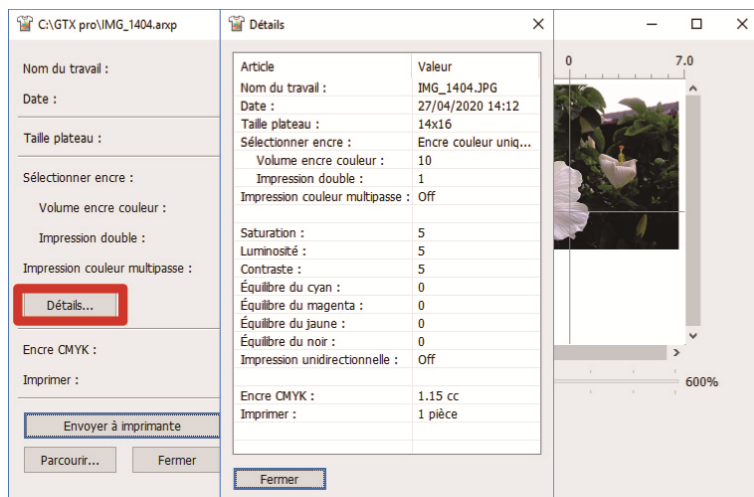 C:\GTX pro\IMG_1404.arxp
Nom du travail :
Date :
Taille plateau :
Sélectionner encre :
Volume encre couleur :
Impression double :
Impression couleur multipasse :
Détails...
Encre CMYK :
Imprimer :
Envoyer à imprimante
Parcourir... Fermer
Détails
Article Valeur
Nom du travail : IMG_1404.JPG
Date : 27/04/2020 14:12
Taille plateau : 14x16
Sélectionner encre : Encre couleur uniq...
Volume encre couleur : 10
Impression double : 1
Impression couleur multipasse : Off
Saturation : 5
Luminosité : 5
Contraste : 5
Équilibre du cyan : 0
Équilibre du magenta : 0
Équilibre du jaune : 0
Équilibre du noir : 0
Impression unidirectionnelle : Off
Encre CMYK : 1.15 cc
Imprimer : 1 pièce
Fermer
0 7.0
600%